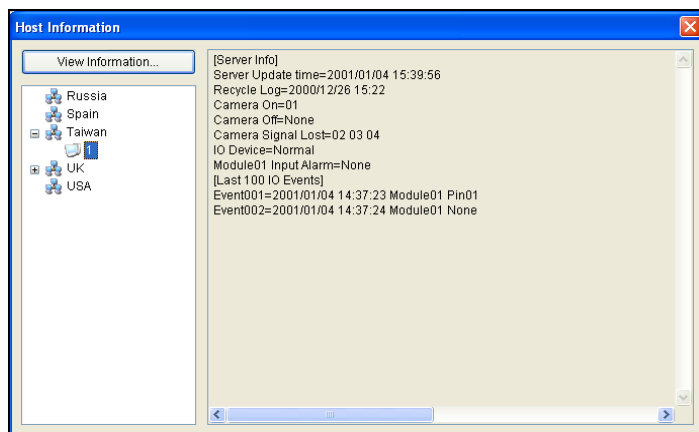 Host Information
View Information...
Russia
Spain
Taiwan
1
UK
USA
[Server Info]
Server Update time=2001/01/04 15:39:56
Recycle Log=2000/12/26 15:22
Camera On=01
Camera Off=None
Camera Signal Lost=02 03 04
IO Device=Normal
Module01 Input Alarm=None
[Last 100 IO Events]
Event001=2001/01/04 14:37:23 Module01 Pin01
Event002=2001/01/04 14:37:24 Module01 None